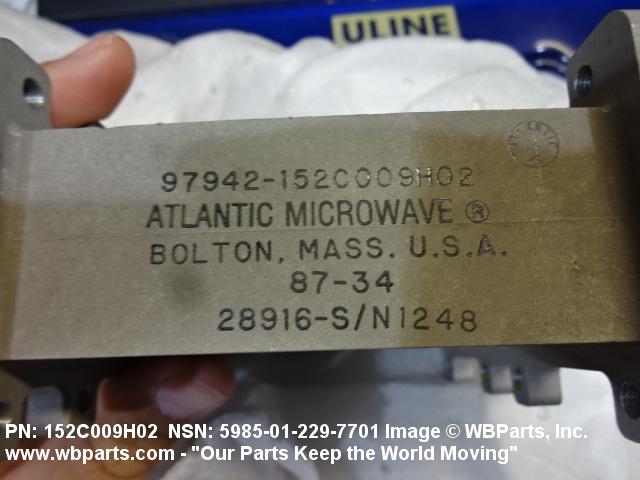 ULINE
ATLANTIC
97942-152C009H02
ATLANTIC MICROWAVE ®
BOLTON, MASS. U.S.A.
87-34
28916-S/N1248
PN: 152C009H02 NSN: 5985-01-229-7701 Image © WBParts, Inc.
www.wbparts.com - "Our Parts Keep the World Moving"